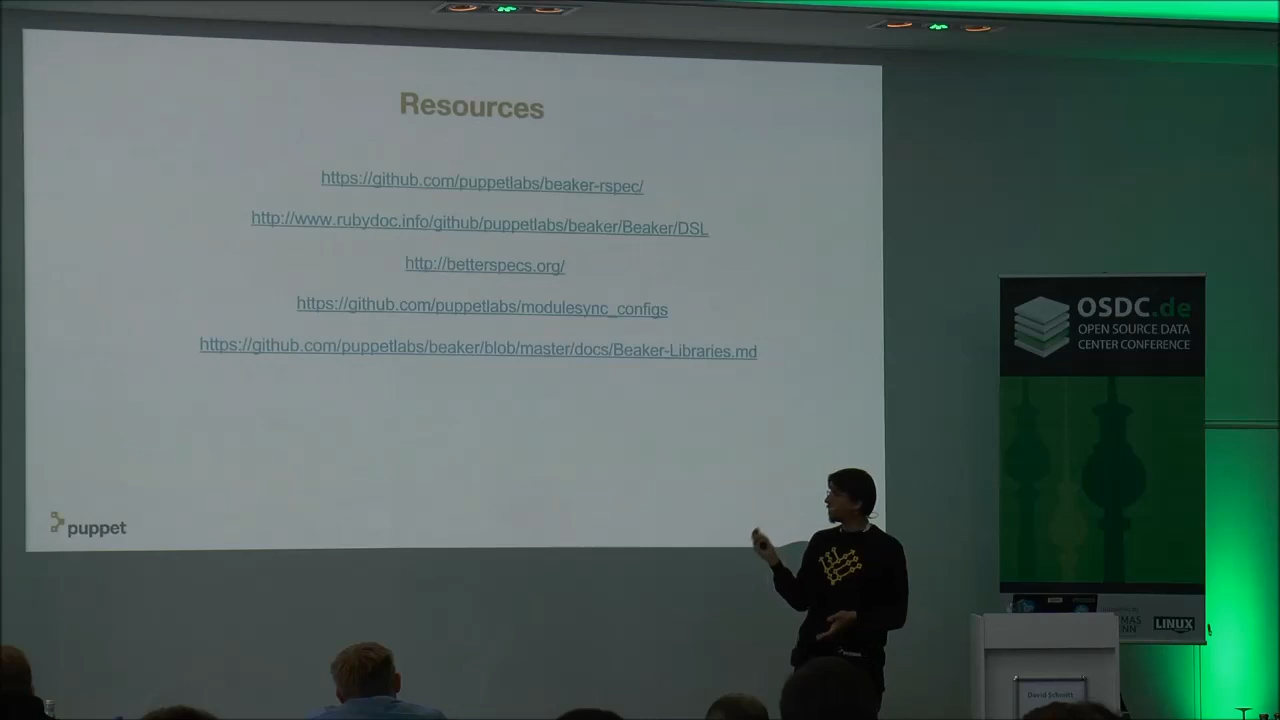 Resources
https://github.com/puppetlabs/beaker-rspec/
http://www.rubydoc.info/github/puppetlabs/beaker/Beaker/DSL
http://betterspecs.org/
https://github.com/puppetlabs/modulesync_configs
https://github.com/puppetlabs/beaker/blob/master/docs/Beaker-Libraries.md
puppet
OSDC.de
OPEN SOURCE DATA
CENTER CONFERENCE
LINUX
David Schmitt